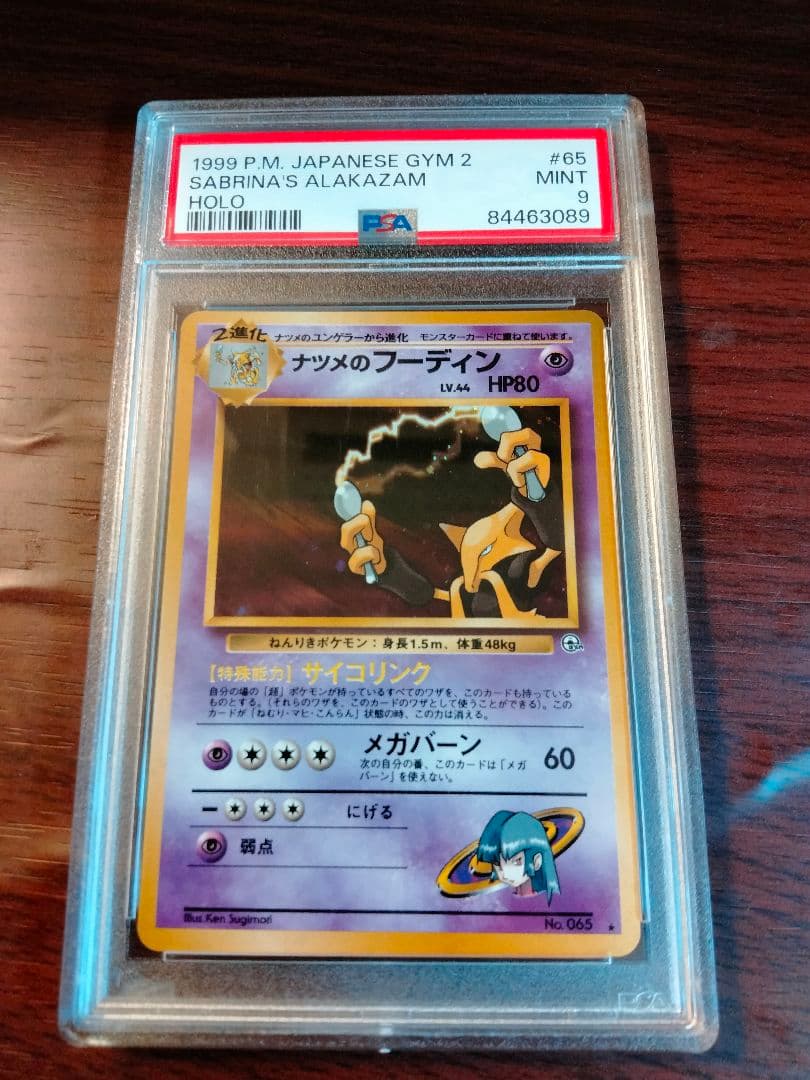 1999 P.M. JAPANESE GYM 2 #65
SABRINA'S ALAKAZAM MINT
HOLO 9
PSA 84463089
2進化 ナツメのユンゲラーから進化 モンスターカードに重ねて使います。
ナツメのフーディン
LV.44 HP80
ねんりきポケモン：身長1.5m、体重48kg
【特殊能力】サイコリンク
自分の場の「超」ポケモンが持っているすべてのワザを、このカードも持っている
ものとする。（それらのワザを、このカードのワザとして使うことができる）。この
カードが「ねむり・マヒ・こんらん」状態の時、この力は消える。
メガバーン 60
次の自分の番、このカードは「メガ
バーン」を使えない。
にげる
弱点
Illus. Ken Sugimori No. 065 ★
PSA